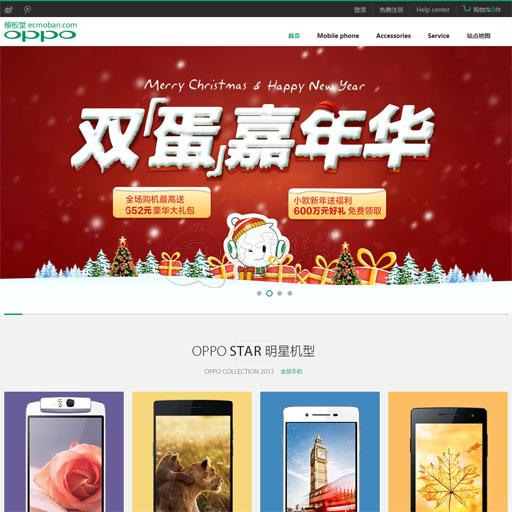 登录 免费注册 Help center 购物车0件
模板堂 ecmoban.com
oppo
首页 Mobile phone Accessories Service 站点地图
Merry Christmas & Happy New Year
双「蛋」嘉年华
全场购机最高送
652元豪华大礼包
小欧新年送福利
600万元好礼 免费领取
OPPO STAR 明星机型
OPPO COLLECTION 2013 全部手机